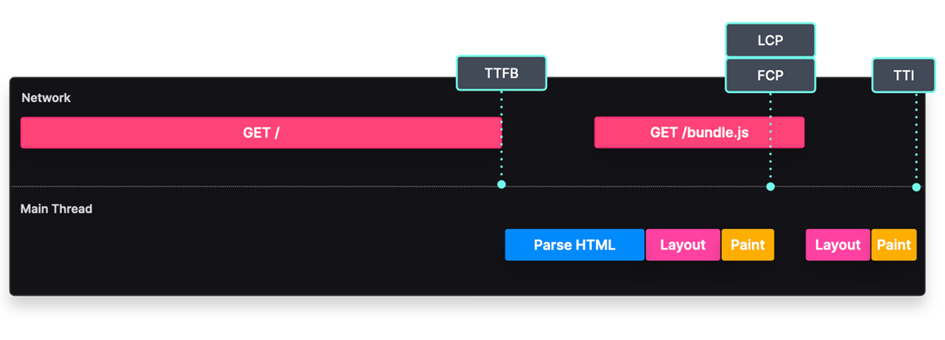 LCP
TTFB
FCP
TTI
Network
GET /
GET /bundle.js
Main Thread
Parse HTML
Layout
Paint
Layout
Paint